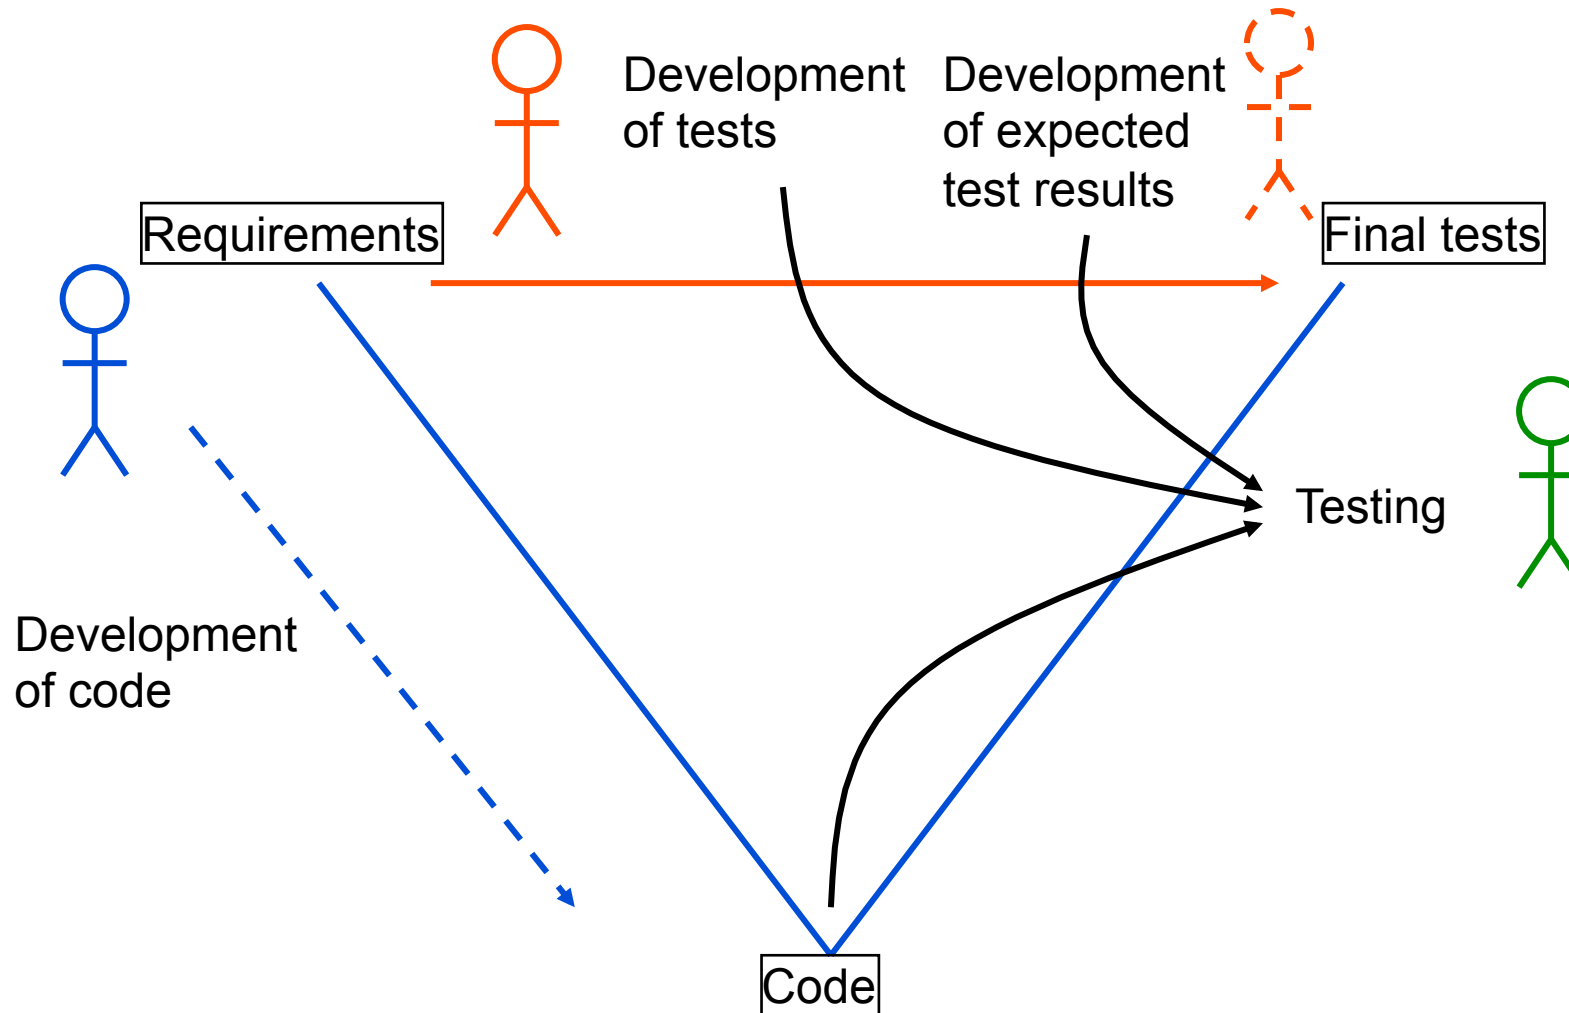 Development
of tests
Development
of expected
test results
Requirements
Final tests
Testing
Development
of code
Code